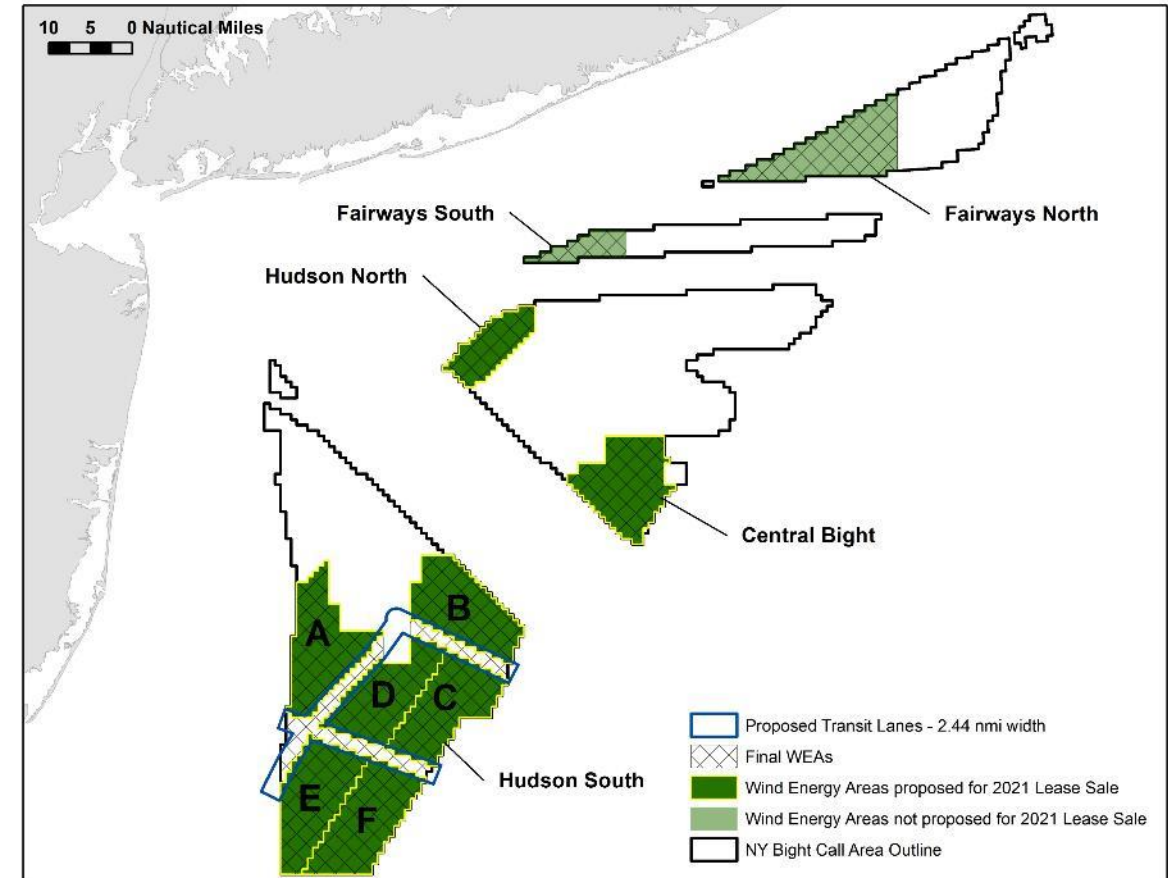 10 5 0 Nautical Miles
Fairways South
Fairways North
Hudson North
Central Bight
A
B
D
C
Hudson South
E
F
Proposed Transit Lanes - 2.44 nmi width
Final WEAs
Wind Energy Areas proposed for 2021 Lease Sale
Wind Energy Areas not proposed for 2021 Lease Sale
NY Bight Call Area Outline